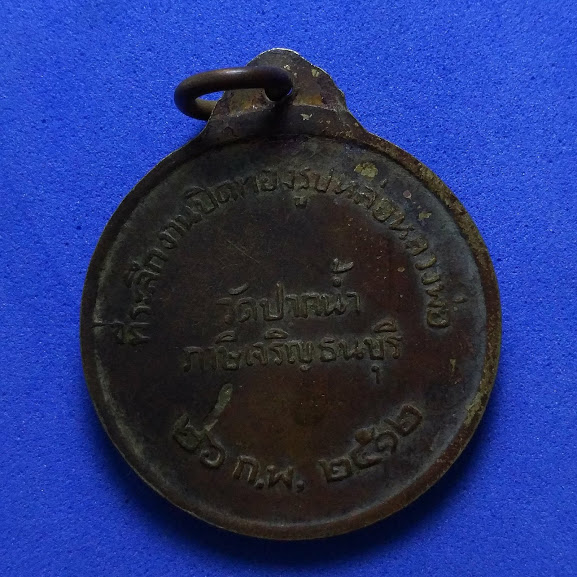 ที่ระลึกงานปิดทองรูปหล่อหลวงพ่อ
วัดปากน้ำ
ภาษีเจริญธนบุรี
๒๖ ก.พ. ๒๕๑๒